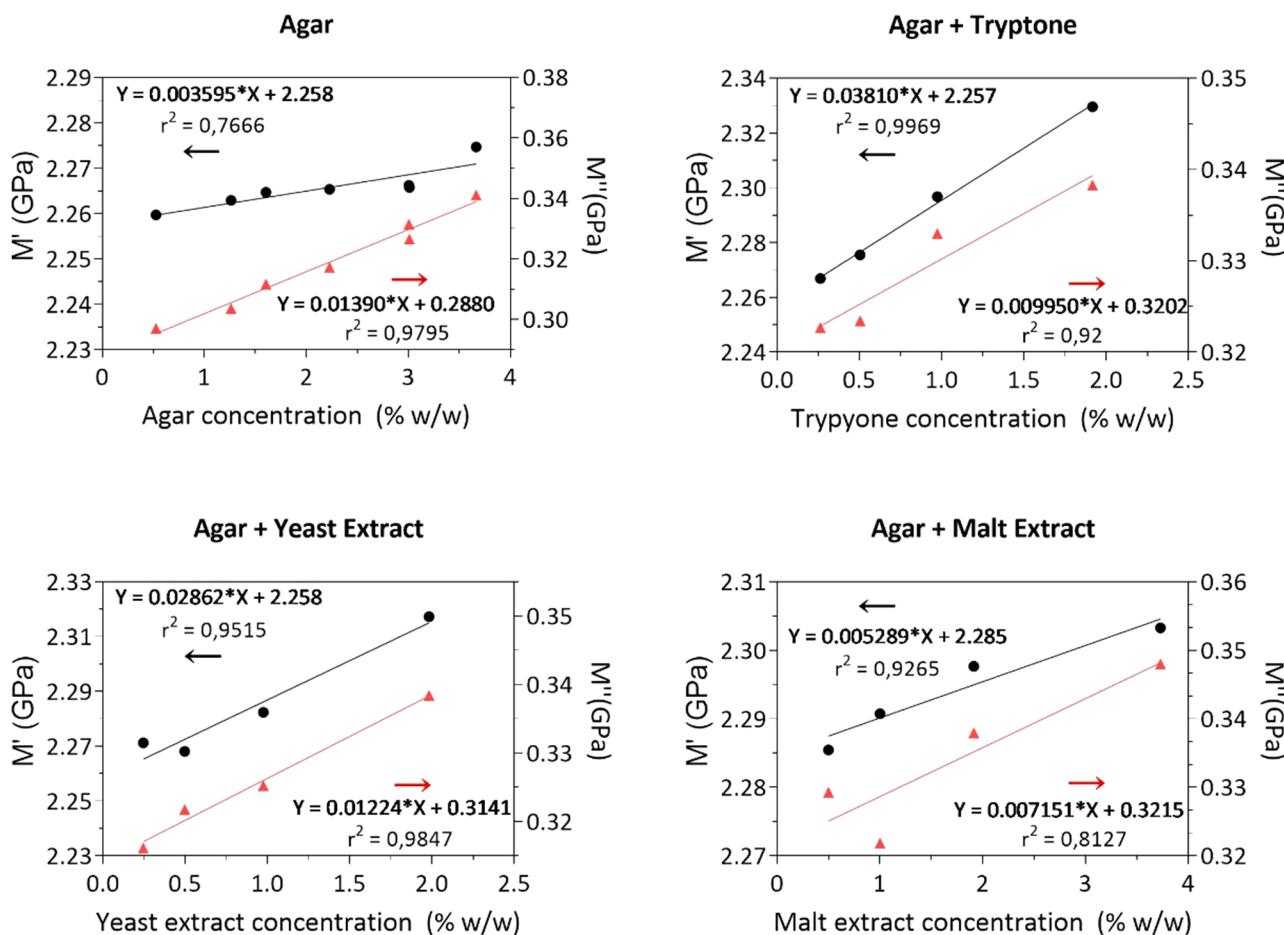 Agar
2.29
2.28
2.27
2.26
2.25
2.24
2.23
M' (GPa)
Y = 0.003595*X + 2.258
r² = 0,7666
0.38
0.36
0.34
0.32
0.30
M''(GPa)
Y = 0.01390*X + 0.2880
r² = 0,9795
0 1 2 3 4
Agar concentration (% w/w)
Agar + Tryptone
2.34
2.32
2.30
2.28
2.26
2.24
M' (GPa)
Y = 0.03810*X + 2.257
r² = 0,9969
0.35
0.34
0.33
0.32
M''(GPa)
Y = 0.009950*X + 0.3202
r² = 0,92
0.0 0.5 1.0 1.5 2.0 2.5
Trypyone concentration (% w/w)
Agar + Yeast Extract
2.33
2.31
2.29
2.27
2.25
2.23
M' (GPa)
Y = 0.02862*X + 2.258
r² = 0,9515
0.35
0.34
0.33
0.32
M''(GPa)
Y = 0.01224*X + 0.3141
r² = 0,9847
0.0 0.5 1.0 1.5 2.0 2.5
Yeast extract concentration (% w/w)
Agar + Malt Extract
2.31
2.30
2.29
2.28
2.27
M' (GPa)
Y = 0.005289*X + 2.285
r² = 0,9265
0.36
0.35
0.34
0.33
0.32
M''(GPa)
Y = 0.007151*X + 0.3215
r² = 0,8127
0 1 2 3 4
Malt extract concentration (% w/w)